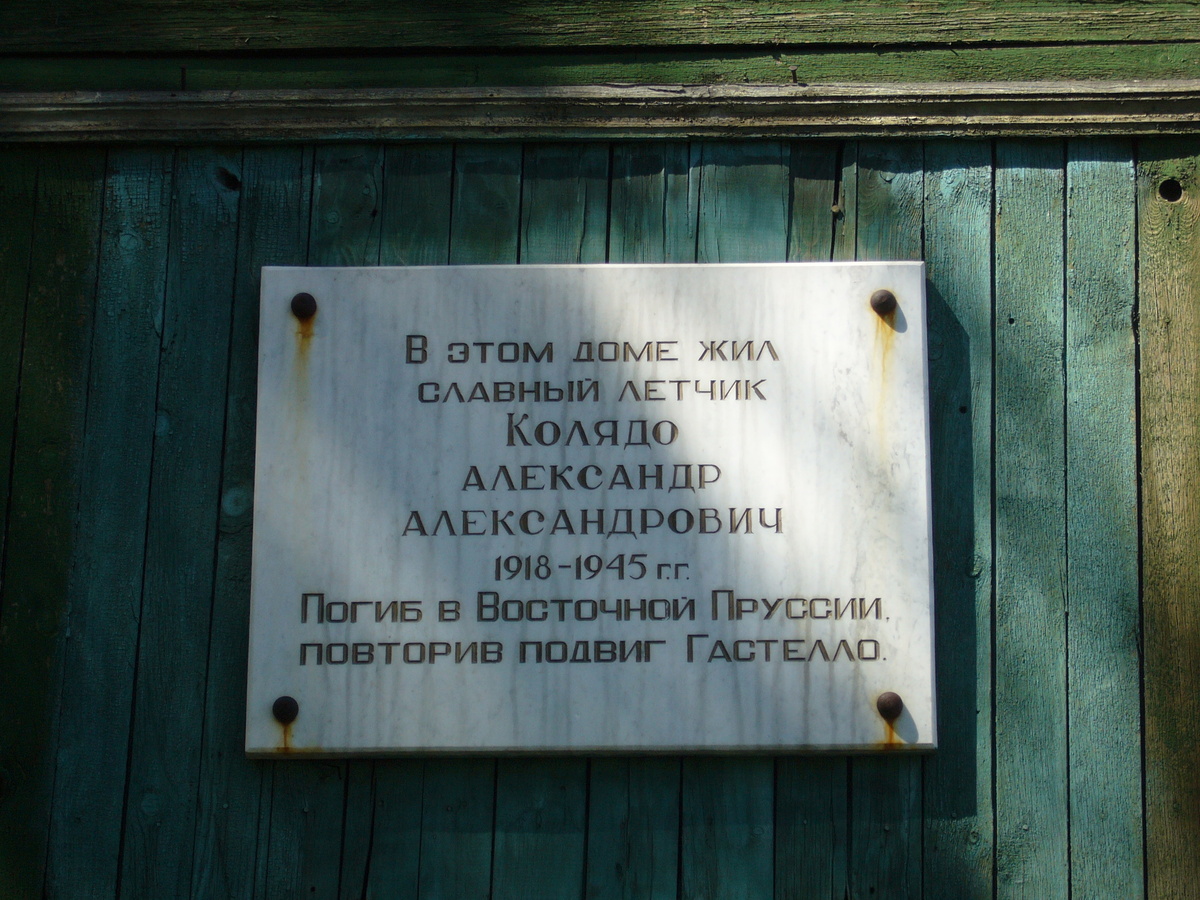 В ЭТОМ ДОМЕ ЖИЛ
СЛАВНЫЙ ЛЕТЧИК
КОЛЯДО
АЛЕКСАНДР
АЛЕКСАНДРОВИЧ
1918-1945 г.г.
ПОГИБ В ВОСТОЧНОЙ ПРУССИИ,
ПОВТОРИВ ПОДВИГ ГАСТЕЛЛО.